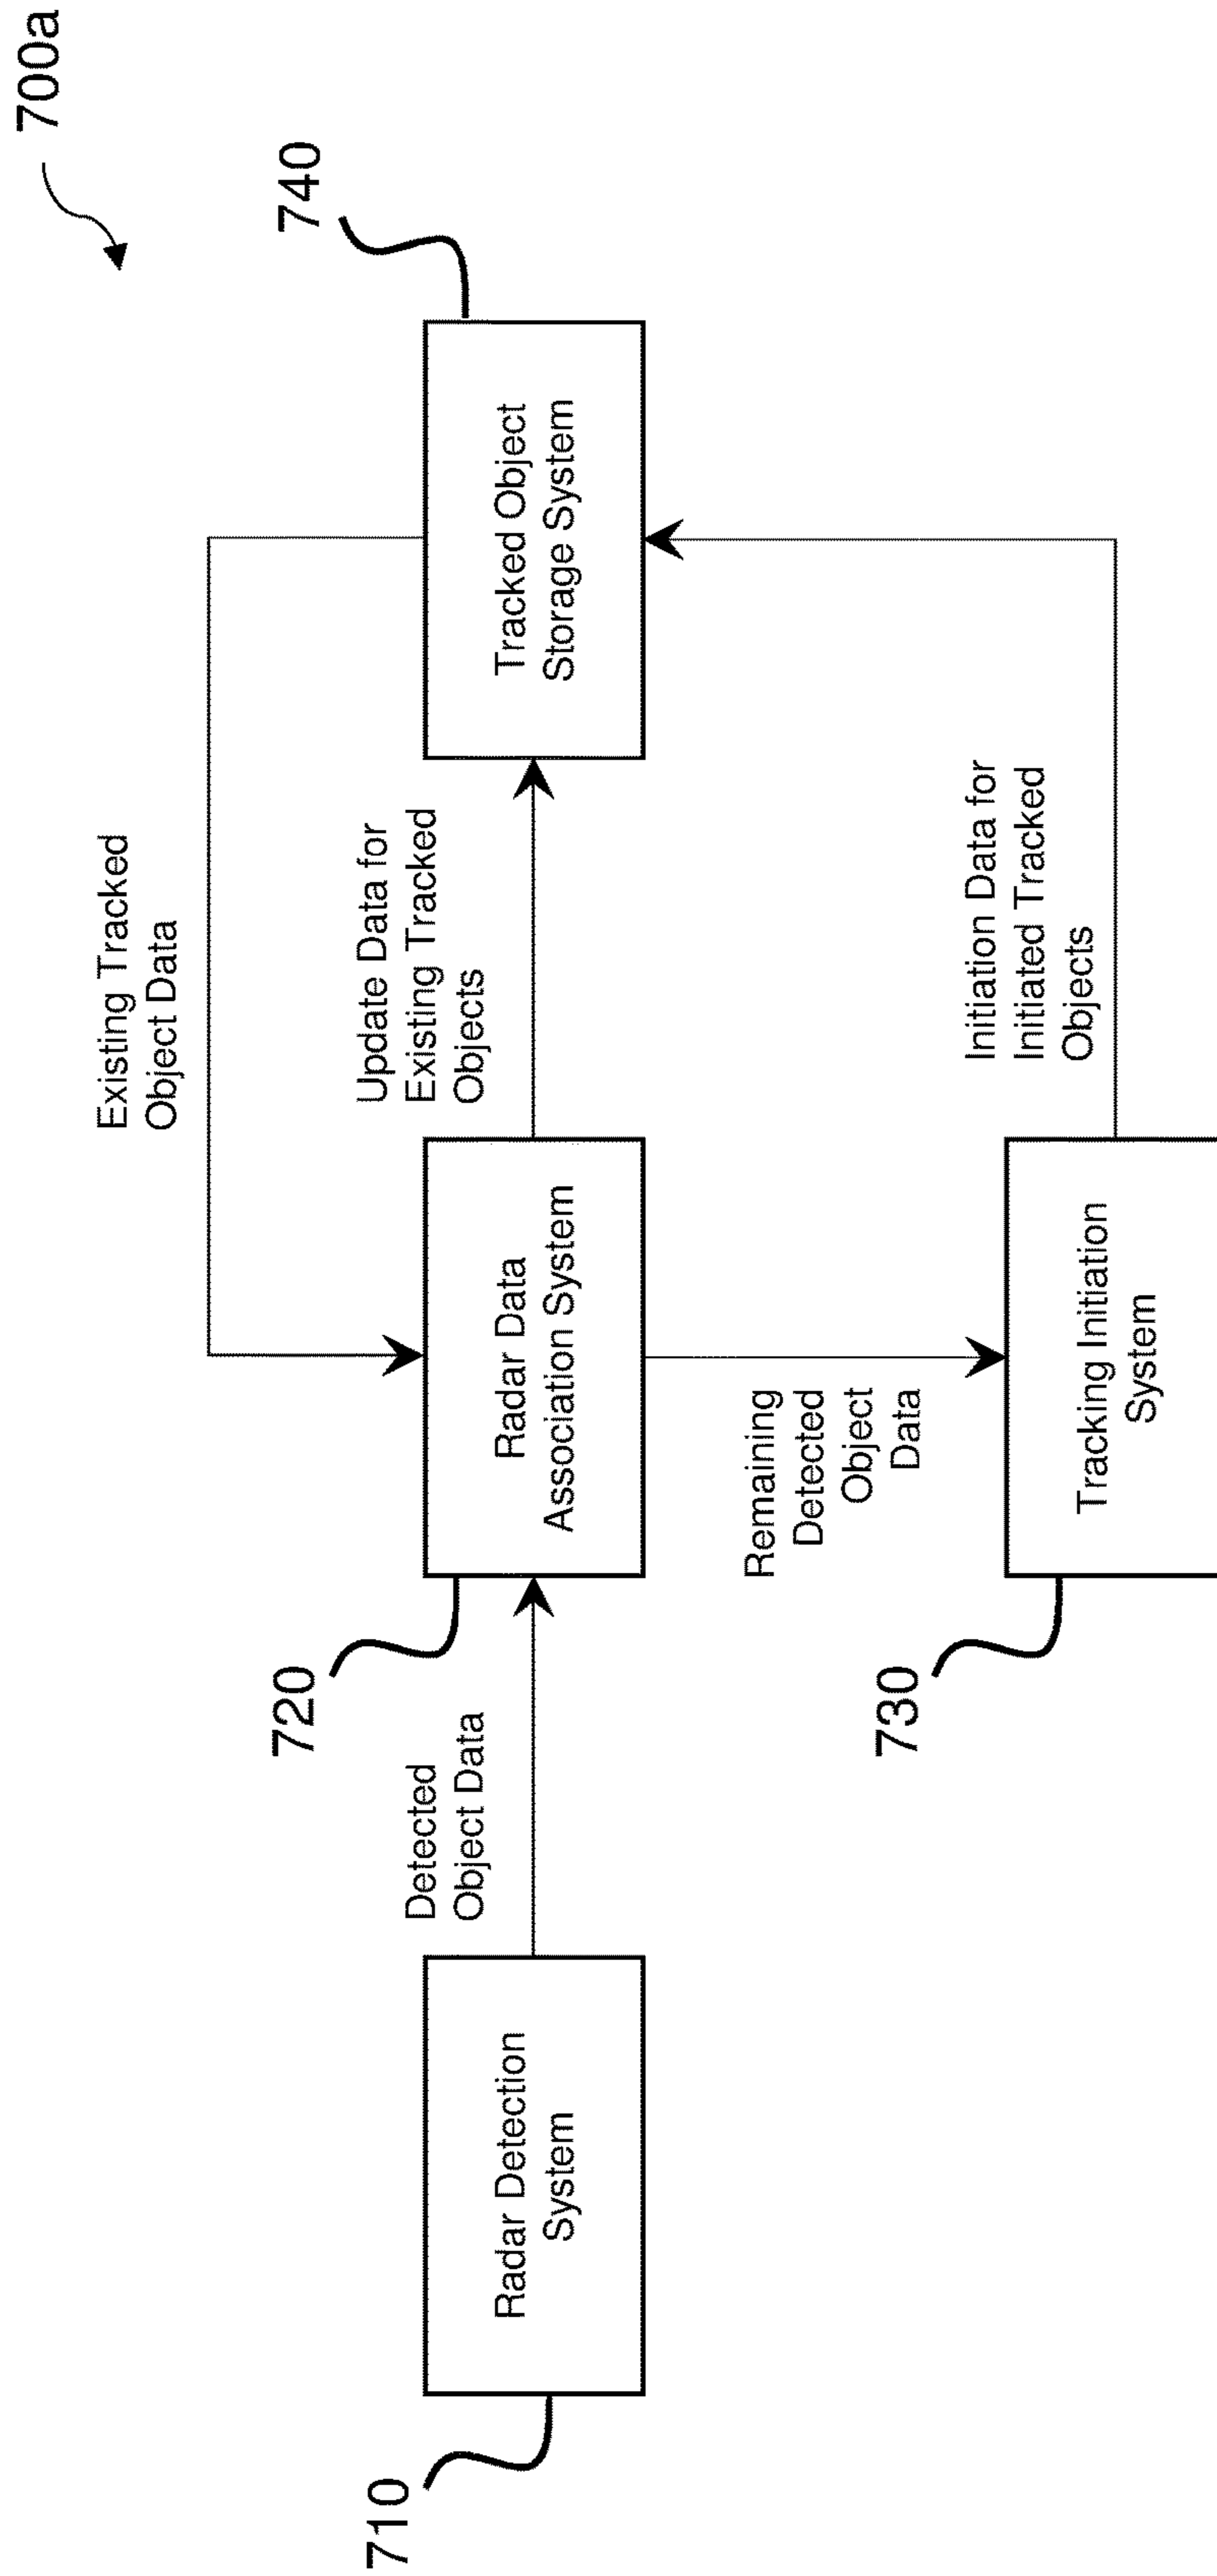 700a
740
Existing Tracked
Object Data
Update Data for
Existing Tracked
Objects
Tracked Object
Storage System
720
Detected
Object Data
Radar Data
Association System
710
Radar Detection
System
Remaining
Detected
Object
Data
Initiation Data for
Initiated Tracked
Objects
730
Tracking Initiation
System